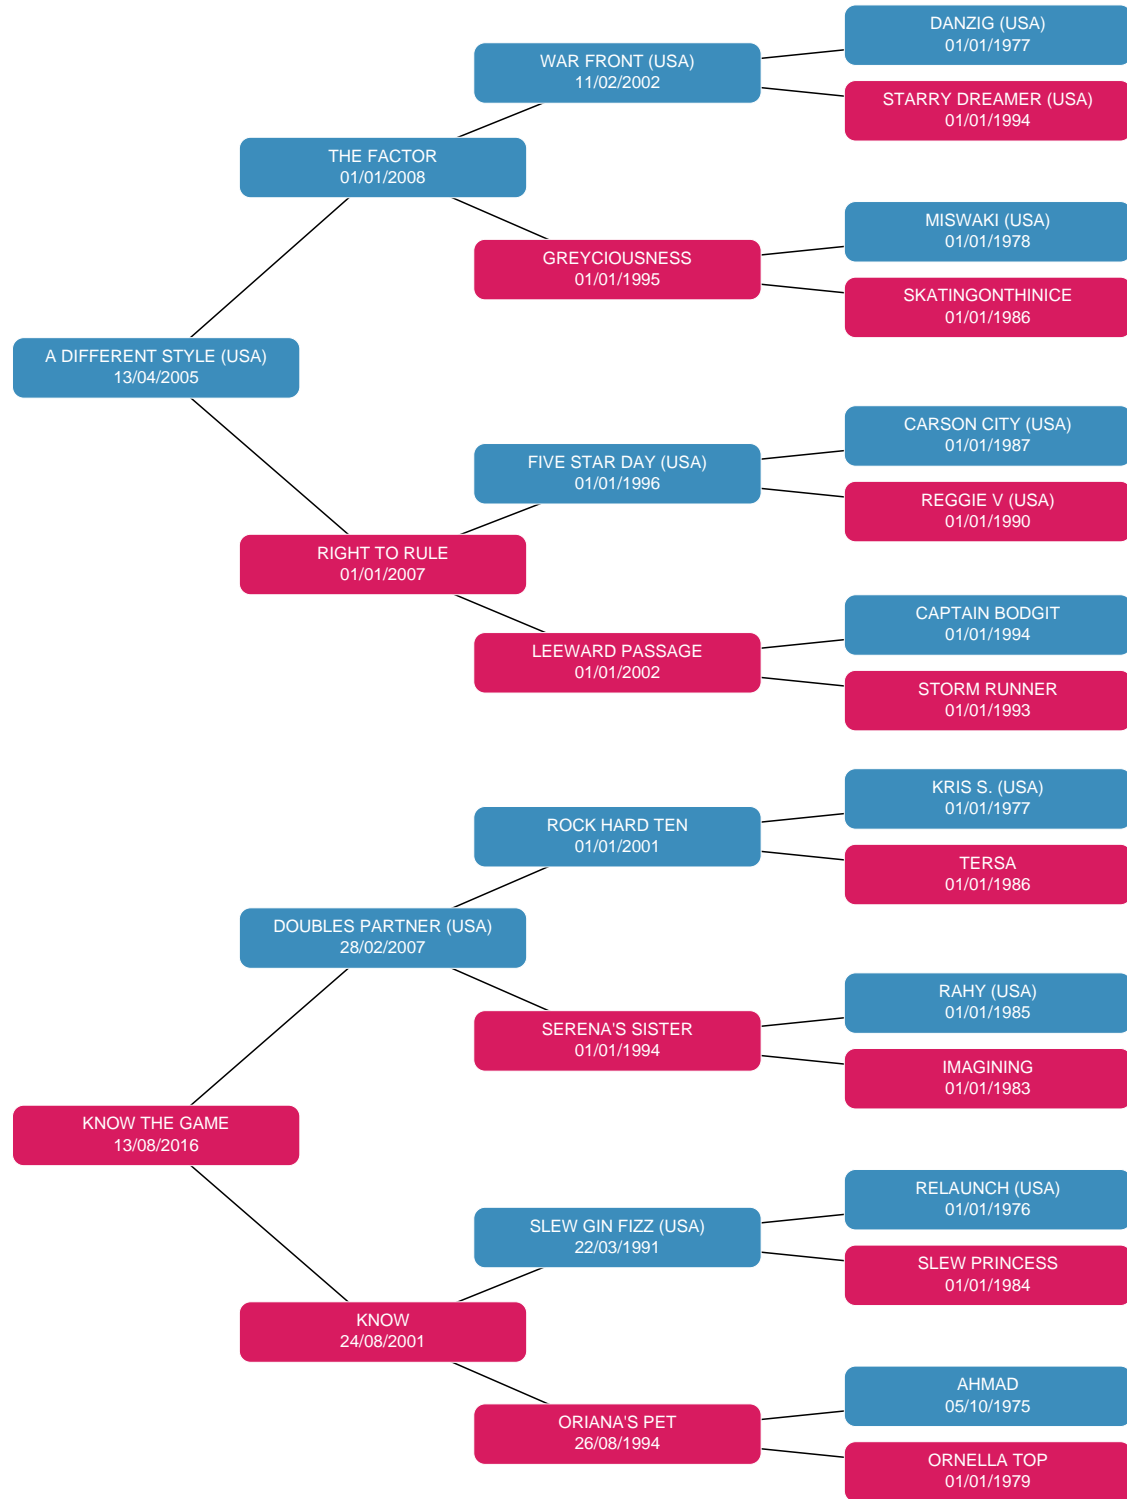 DANZIG (USA)
01/01/1977
WAR FRONT (USA)
11/02/2002
STARRY DREAMER (USA)
01/01/1994
THE FACTOR
01/01/2008
MISWAKI (USA)
01/01/1978
GREYCIOUSNESS
01/01/1995
SKATINGONTHINICE
01/01/1986
A DIFFERENT STYLE (USA)
13/04/2005
CARSON CITY (USA)
01/01/1987
FIVE STAR DAY (USA)
01/01/1996
REGGIE V (USA)
01/01/1990
RIGHT TO RULE
01/01/2007
CAPTAIN BODGIT
01/01/1994
LEEWARD PASSAGE
01/01/2002
STORM RUNNER
01/01/1993
KRIS S. (USA)
01/01/1977
ROCK HARD TEN
01/01/2001
TERSA
01/01/1986
DOUBLES PARTNER (USA)
28/02/2007
RAHY (USA)
01/01/1985
SERENA'S SISTER
01/01/1994
IMAGINING
01/01/1983
KNOW THE GAME
13/08/2016
RELAUNCH (USA)
01/01/1976
SLEW GIN FIZZ (USA)
22/03/1991
SLEW PRINCESS
01/01/1984
KNOW
24/08/2001
AHMAD
05/10/1975
ORIANA'S PET
26/08/1994
ORNELLA TOP
01/01/1979